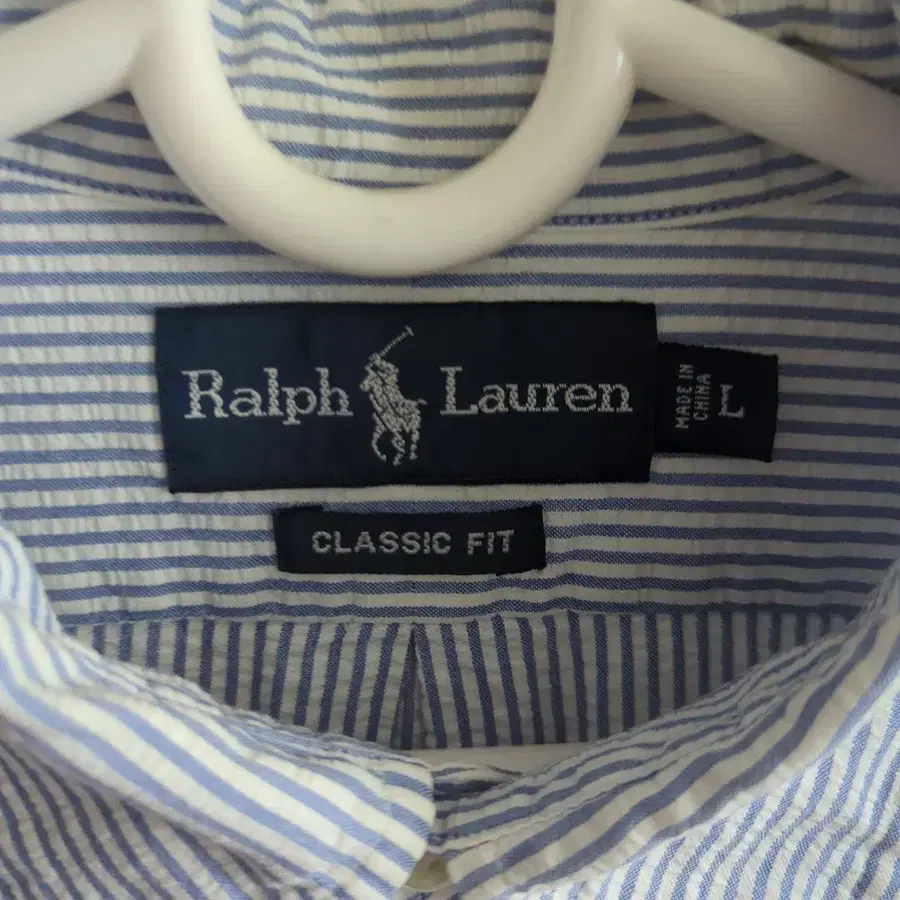 Ralph Lauren
MADE IN
CHINA
L
CLASSIC FIT